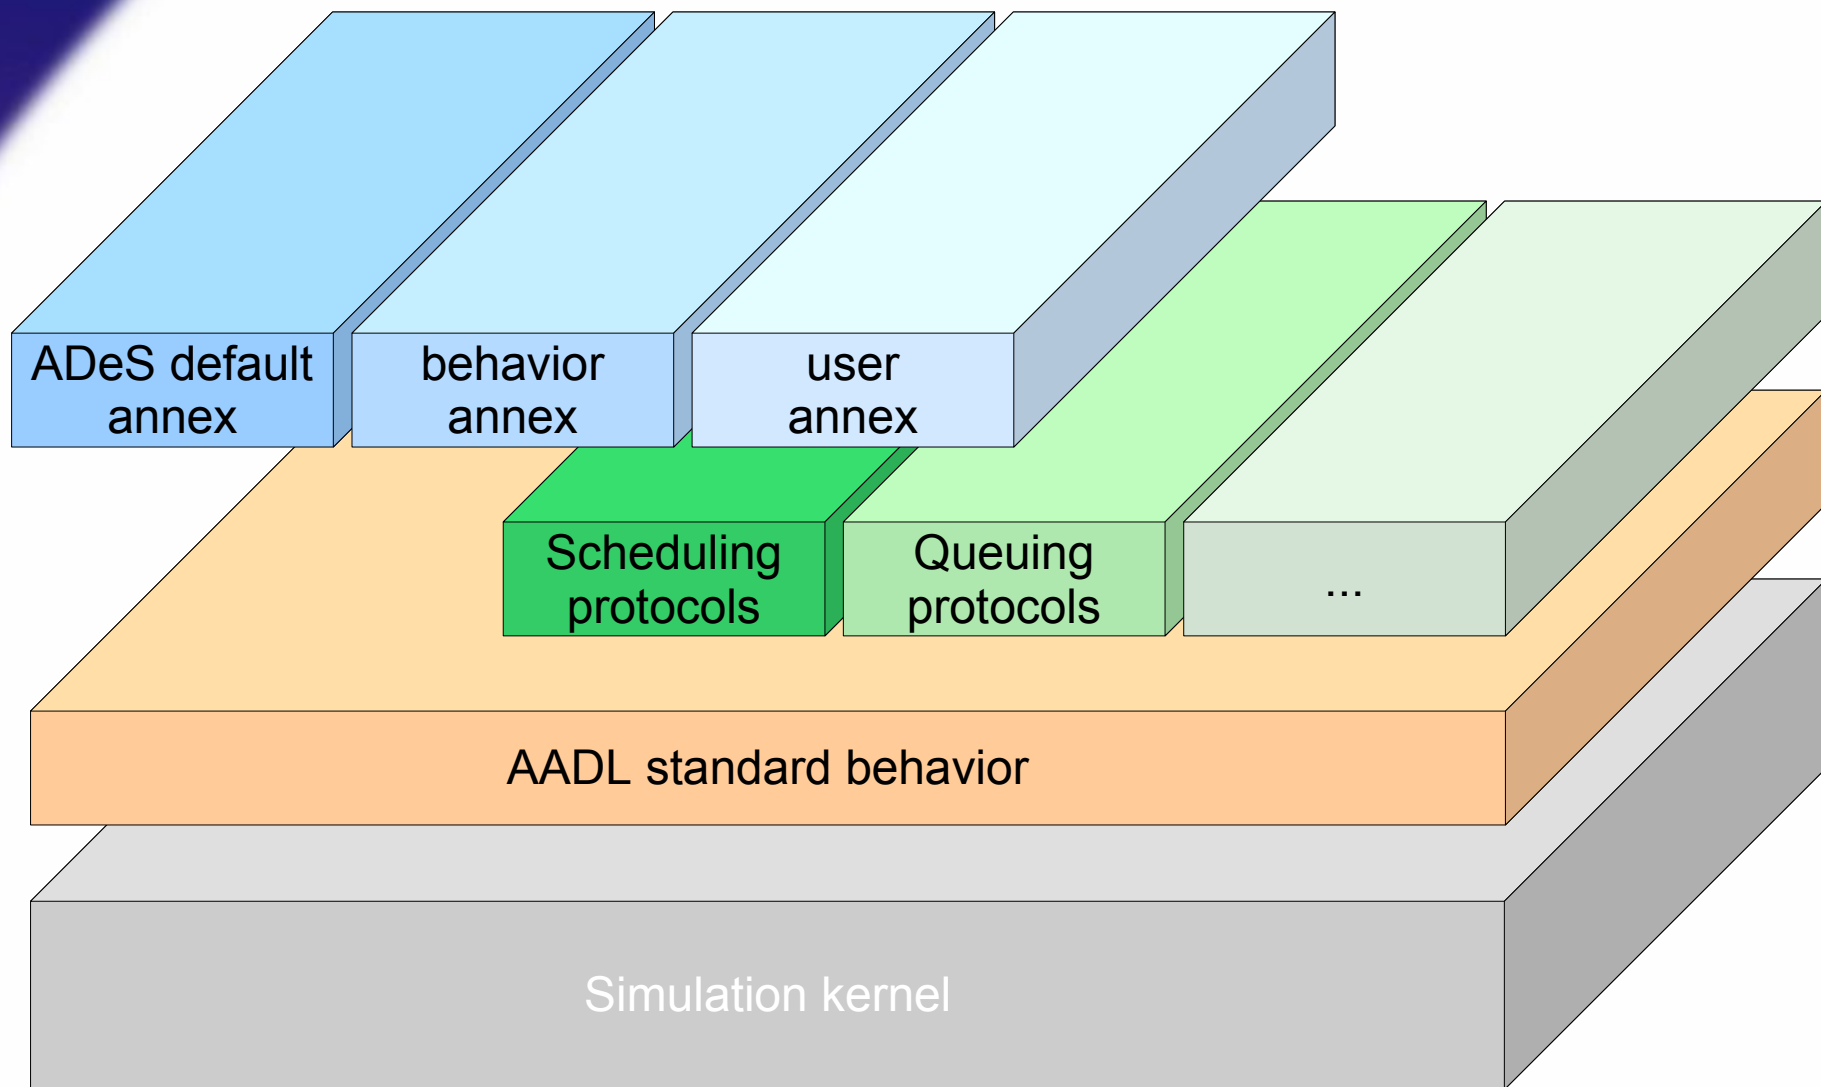 ADeS default
annex
behavior
annex
user
annex
Scheduling
protocols
Queuing
protocols
...
AADL standard behavior
Simulation kernel